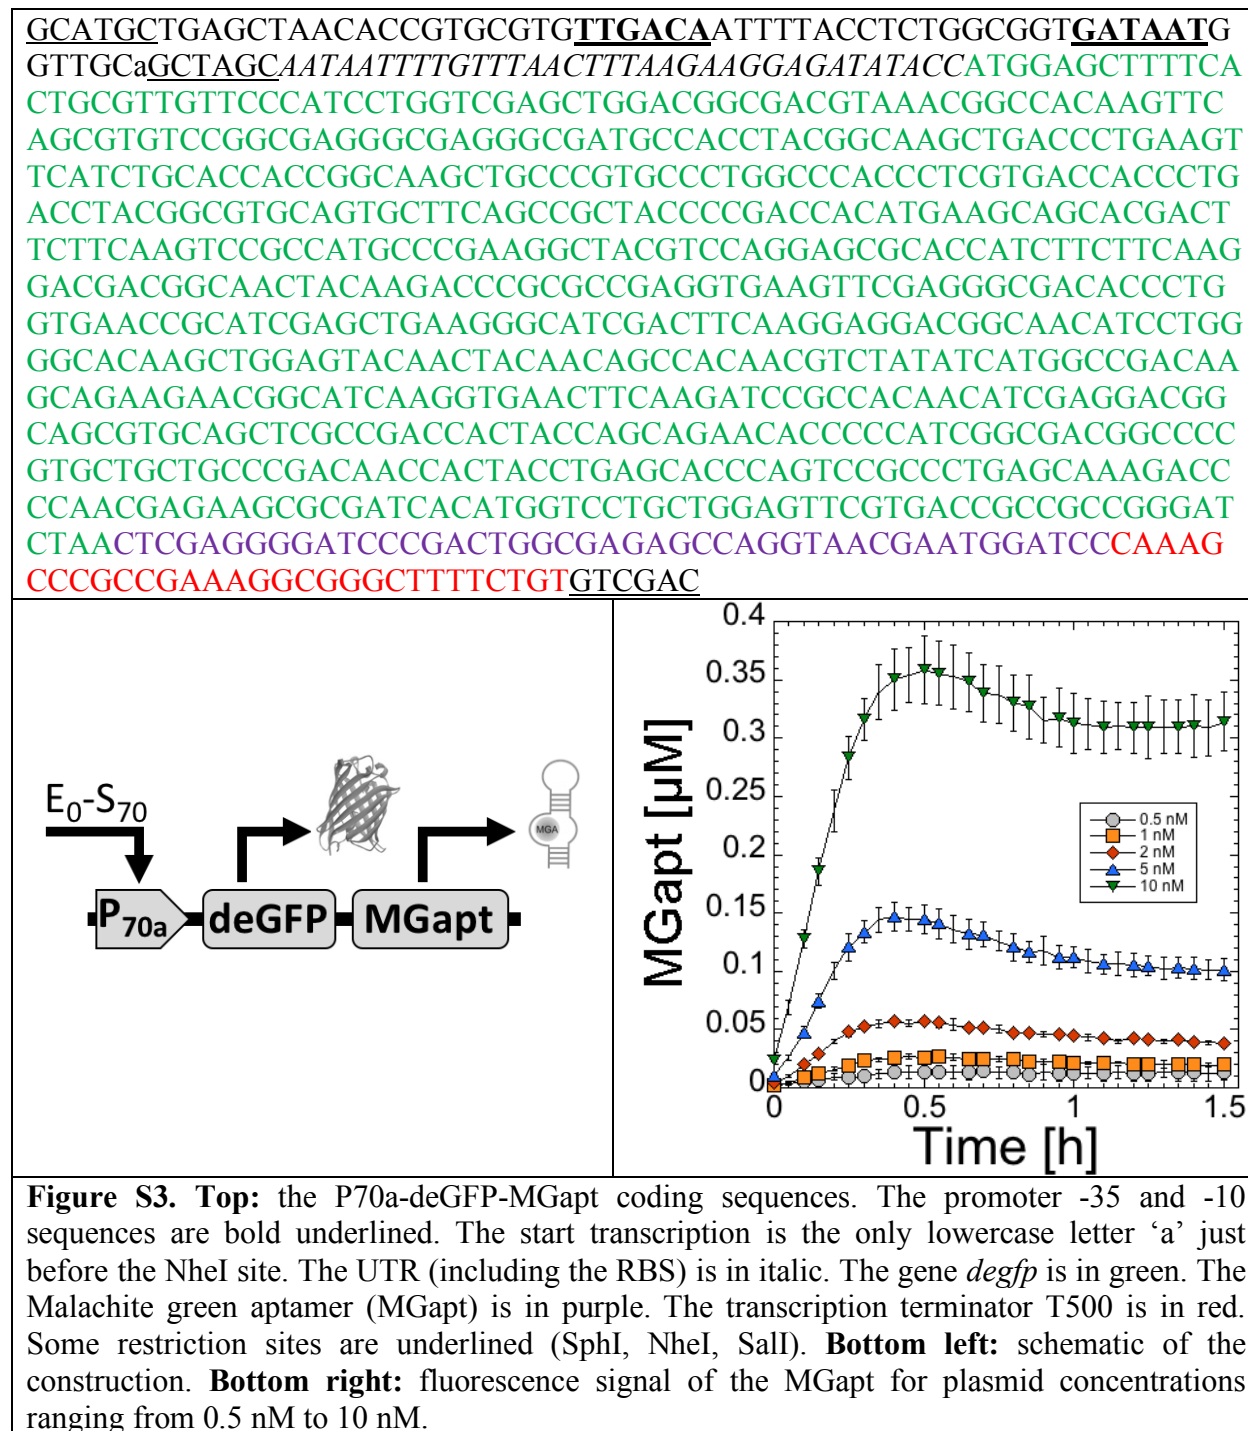 GCATGCTGAGCTAACACCGTGCGTGTTGACAATTTTACCTCTGGCGGTGATAATG
GTTGCaGCTAGCAATAATTTTGTTTAACTTTAAGAAGGAGATATACCATGGAGCTTTTCA
CTGCGTTGTTCCCATCCTGGTCGAGCTGGACGGCGACGTAAACGGCCACAAGTTC
AGCGTGTCCGGCGAGGGCGAGGGCGATGCCACCTACGGCAAGCTGACCCTGAAGT
TCATCTGCACCACCGGCAAGCTGCCCGTGCCCTGGCCCACCCTCGTGACCACCCTG
ACCTACGGCGTGCAGTGCTTCAGCCGCTACCCCGACCACATGAAGCAGCACGACT
TCTTCAAGTCCGCCATGCCCGAAGGCTACGTCCAGGAGCGCACCATCTTCTTCAAG
GACGACGGCAACTACAAGACCCGCGCCGAGGTGAAGTTCGAGGGCGACACCCTG
GTGAACCGCATCGAGCTGAAGGGCATCGACTTCAAGGAGGACGGCAACATCCTGG
GGCACAAGCTGGAGTACAACTACAACAGCCACAACGTCTATATCATGGCCGACAA
GCAGAAGAACGGCATCAAGGTGAACTTCAAGATCCGCCACAACATCGAGGACGG
CAGCGTGCAGCTCGCCGACCACTACCAGCAGAACACCCCCATCGGCGACGGCCCC
GTGCTGCTGCCCGACAACCACTACCTGAGCACCCAGTCCGCCCTGAGCAAAGACC
CCAACGAGAAGCGCGATCACATGGTCCTGCTGGAGTTCGTGACCGCCGCCGGGAT
CTAACTCGAGGGGATCCCGACTGGCGAGAGCCAGGTAACGAATGGATCCCCAAAG
CCCGCCGAAAGGCGGGCTTTTCTGTGTCGAC
E0-S70
MGA
P70a
deGFP
MGapt
0.4
0.35
0.3
0.25
0.2
0.15
0.1
0.05
0
MGapt [µM]
0.5 nM
1 nM
2 nM
5 nM
10 nM
0
0.5
1
1.5
Time [h]
Figure S3. Top: the P70a-deGFP-MGapt coding sequences. The promoter -35 and -10
sequences are bold underlined. The start transcription is the only lowercase letter ‘a’ just
before the NheI site. The UTR (including the RBS) is in italic. The gene degfp is in green. The
Malachite green aptamer (MGapt) is in purple. The transcription terminator T500 is in red.
Some restriction sites are underlined (SphI, NheI, SalI). Bottom left: schematic of the
construction. Bottom right: fluorescence signal of the MGapt for plasmid concentrations
ranging from 0.5 nM to 10 nM.